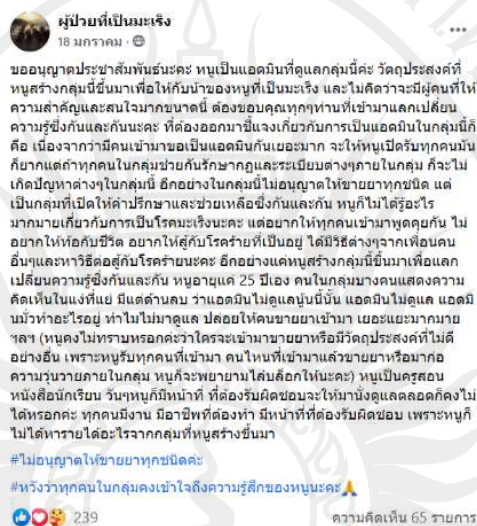 ผู้ป่วยที่เป็นมะเร็ง
18 มกราคม ·
ขออนุญาตประชาสัมพันธ์นะคะ หนูเป็นแอดมินที่ดูแลกลุ่มนี้ค่ะ วัตถุประสงค์ที่
หนูสร้างกลุ่มนี้ขึ้นมาเพื่อให้กับน้าของหนูที่เป็นมะเร็ง และไม่คิดว่าจะมีผู้คนที่ให้
ความสำคัญและสนใจมากขนาดนี้ ต้องขอบคุณทุกๆท่านที่เข้ามาแลกเปลี่ยน
ความรู้ซึ่งกันและกันนะคะ ที่ต้องออกมาชี้แจงเกี่ยวกับการเป็นแอดมินในกลุ่มนี้ก็
คือ เนื่องจากว่ามีคนเข้ามาขอเป็นแอดมินกันเยอะมาก จะให้หนูเปิดรับทุกคนมัน
ก็ยากแต่ถ้าทุกคนในกลุ่มช่วยกันรักษากฎและระเบียบต่างๆภายในกลุ่ม ก็จะไม่
เกิดปัญหาต่างๆในกลุ่มนี้ อีกอย่างในกลุ่มนี้ไม่อนุญาตให้ขายยาทุกชนิด แต่
เป็นกลุ่มที่เปิดให้คำปรึกษาและช่วยเหลือซึ่งกันและกัน หนูก็ไม่ได้รู้อะไร
มากมายเกี่ยวกับการเป็นโรคมะเร็งนะคะ แต่อยากให้ทุกคนเข้ามาพูดคุยกัน ไม่
อยากให้ท้อกับชีวิต อยากให้สู้กับโรคร้ายที่เป็นอยู่ ได้มีวิธีต่างๆจากเพื่อนคน
อื่นๆและหาวิธีต่อสู้กับโรคร้ายนะคะ อีกอย่างแค่หนูสร้างกลุ่มนี้ขึ้นมาเพื่อแลก
เปลี่ยนความรู้ซึ่งกันและกัน หนูอายุแค่ 25 ปีเอง คนในกลุ่มบางคนแสดงความ
คิดเห็นในแง่ที่แย่ มีแต่ด้านลบ ว่าแอดมินไม่ดูแลนู้นนี้นั้น แอดมินไม่ดูแล แอดมิ
นมัวทำอะไรอยู่ ทำไมไม่มาดูแล ปล่อยให้คนขายยาเข้ามา เยอะแยะมากมาย
ฯลฯ (หนูคงไม่ทราบหรอกค่ะว่าใครจะเข้ามาขายยาหรือมีวัตถุประสงค์ที่ไม่ดี
อย่างอื่น เพราะหนูรับทุกคนที่เข้ามา คนไหนที่เข้ามาแล้วขายยาหรือมาก่อ
ความวุ่นวายภายในกลุ่ม หนูก็จะพยายามไล่บล็อกให้นะคะ) หนูเป็นครูสอน
หนังสือนักเรียน วันๆหนูก็มีหน้าที่ ที่ต้องรับผิดชอบจะให้มานั่งดูแลตลอดก็คงไม่
ได้หรอกค่ะ ทุกคนมีงาน มีอาชีพที่ต้องทำ มีหน้าที่ที่ต้องรับผิดชอบ เพราะหนูก็
ไม่ได้หารายได้อะไรจากกลุ่มที่หนูสร้างขึ้นมา
#ไม่อนุญาตให้ขายยาทุกชนิดค่ะ
#หวังว่าทุกคนในกลุ่มคงเข้าใจถึงความรู้สึกของหนูนะคะ🙏
239
ความคิดเห็น 65 รายการ